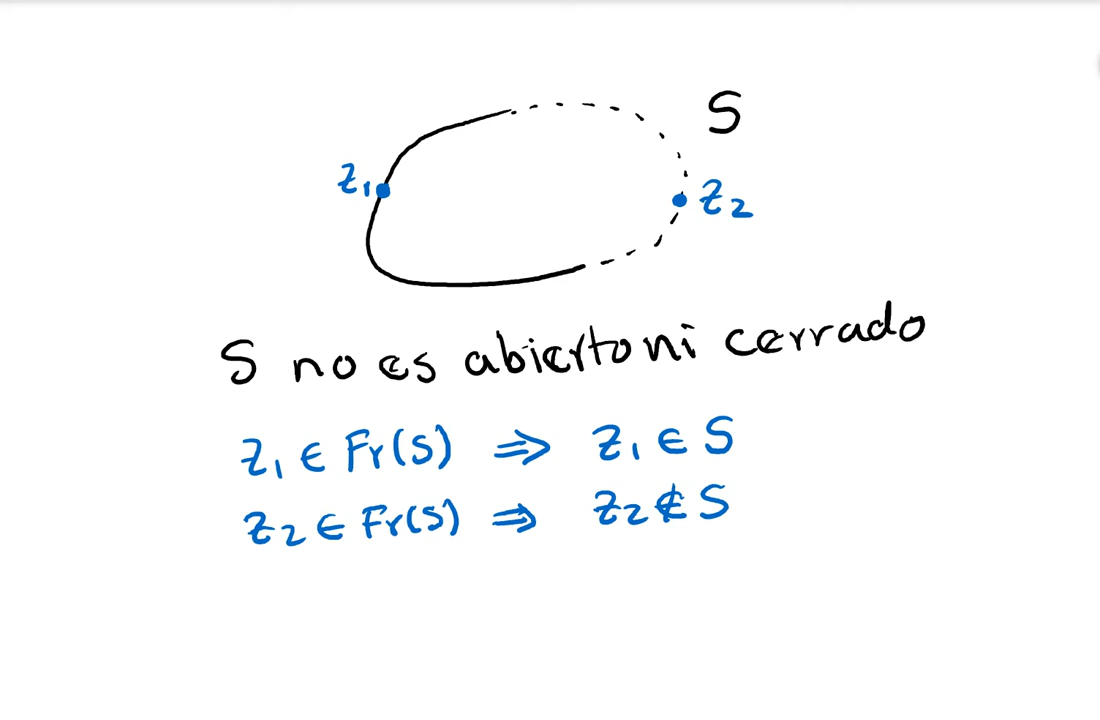 S
z₁
z₂
S no es abierto ni cerrado
z₁ ∈ Fr(S) ⇒ z₁ ∈ S
z₂ ∈ Fr(S) ⇒ z₂ ∉ S